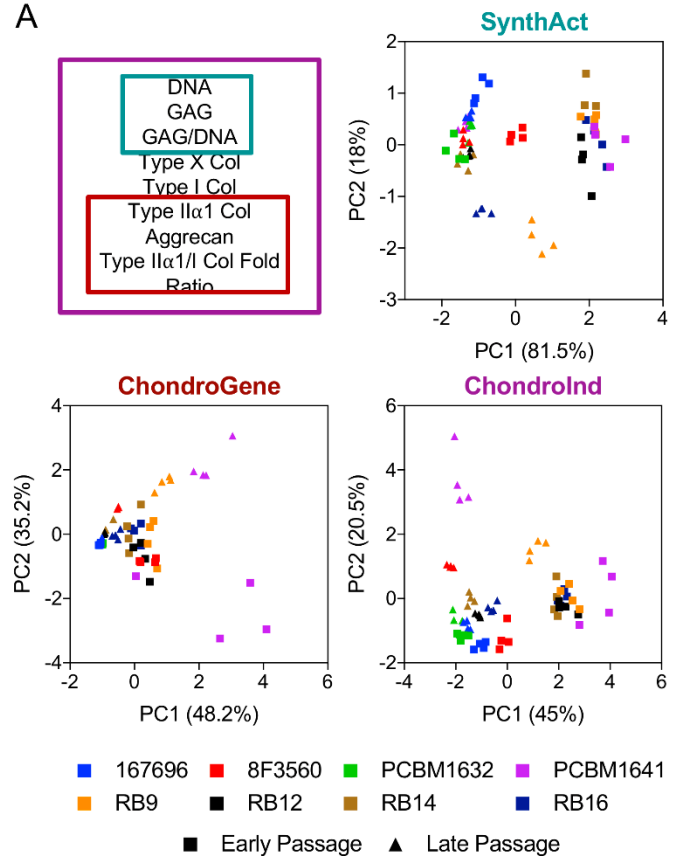 A
DNA
GAG
GAG/DNA
Type X Col
Type I Col
Type IIα1 Col
Aggrecan
Type IIα1/I Col Fold
Ratio
SynthAct
2
1
0
-1
-2
-3
PC2 (18%)
-2 0 2 4
PC1 (81.5%)
ChondroGene
4
2
0
-2
-4
PC2 (35.2%)
-2 0 2 4 6
PC1 (48.2%)
ChondroInd
6
4
2
0
-2
PC2 (20.5%)
-4 -2 0 2 4 6
PC1 (45%)
167696 8F3560 PCBM1632 PCBM1641
RB9 RB12 RB14 RB16
Early Passage Late Passage